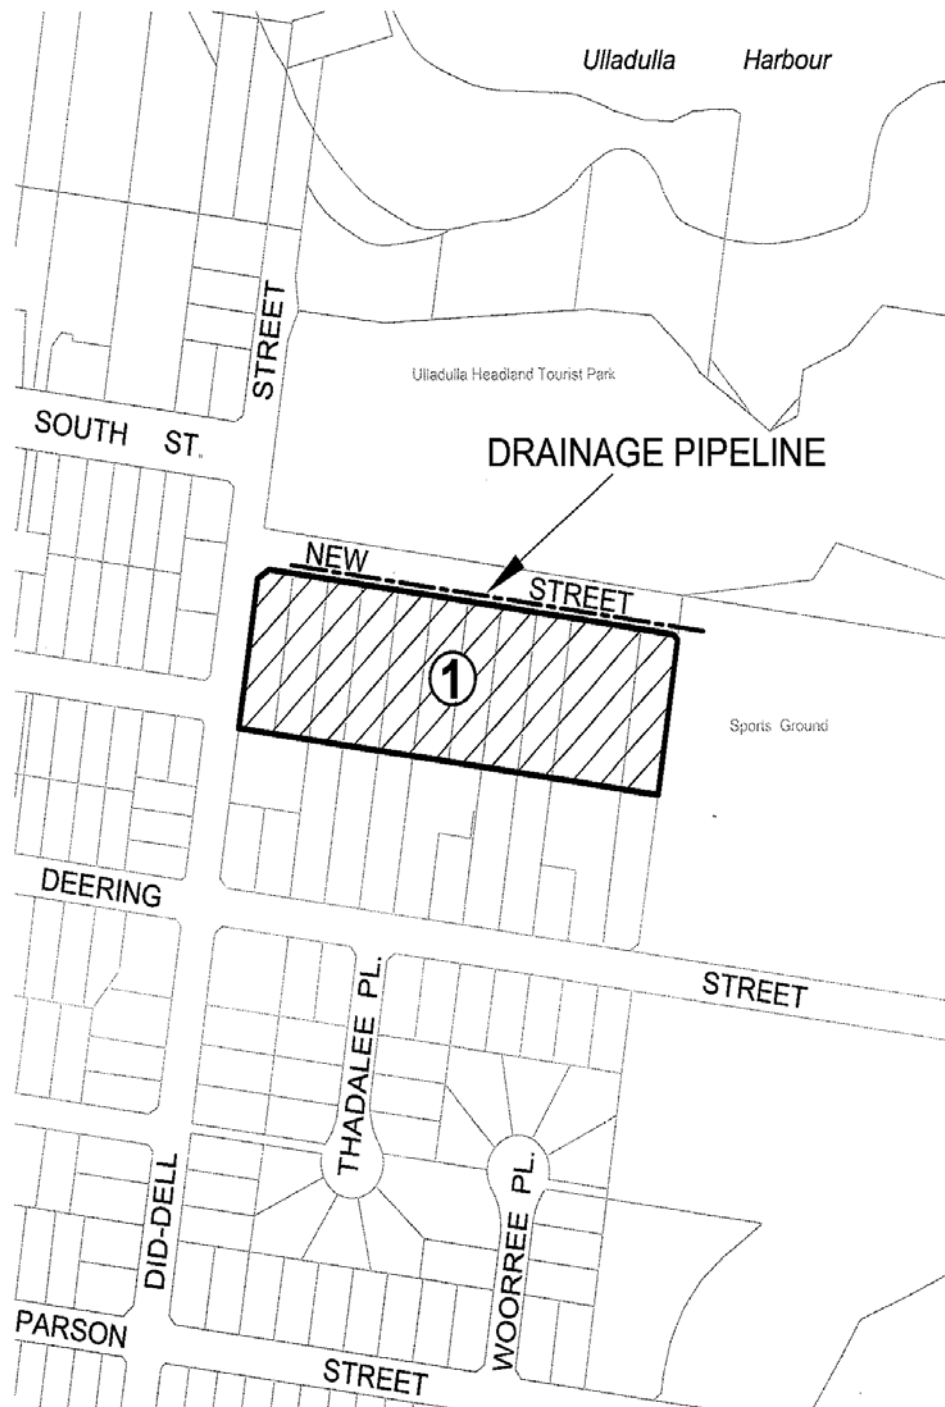 Ulladulla Harbour
STREET
Ulladulla Headland Tourist Park
SOUTH ST.
DRAINAGE PIPELINE
NEW STREET
1
Sports Ground
DEERING STREET
THADALEE PL.
WOORREE PL.
DID-DELL
PARSON STREET